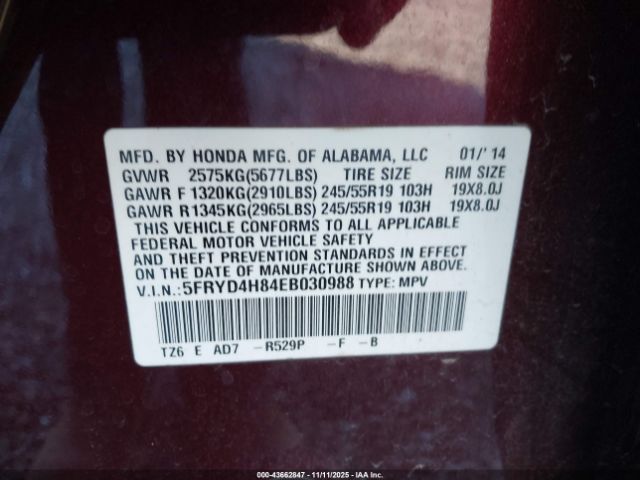 MFD. BY HONDA MFG. OF ALABAMA, LLC 01/'14
GVWR 2575KG(5677LBS) TIRE SIZE RIM SIZE
GAWR F 1320KG(2910LBS) 245/55R19 103H 19X8.0J
GAWR R 1345KG(2965LBS) 245/55R19 103H 19X8.0J
THIS VEHICLE CONFORMS TO ALL APPLICABLE
FEDERAL MOTOR VEHICLE SAFETY
AND THEFT PREVENTION STANDARDS IN EFFECT
ON THE DATE OF MANUFACTURE SHOWN ABOVE.
V.I.N.:5FRYD4H84EB030988 TYPE: MPV
TZ6 E AD7 -R529P -F -B
000-43662847 - 11/11/2025 - IAAI.COM